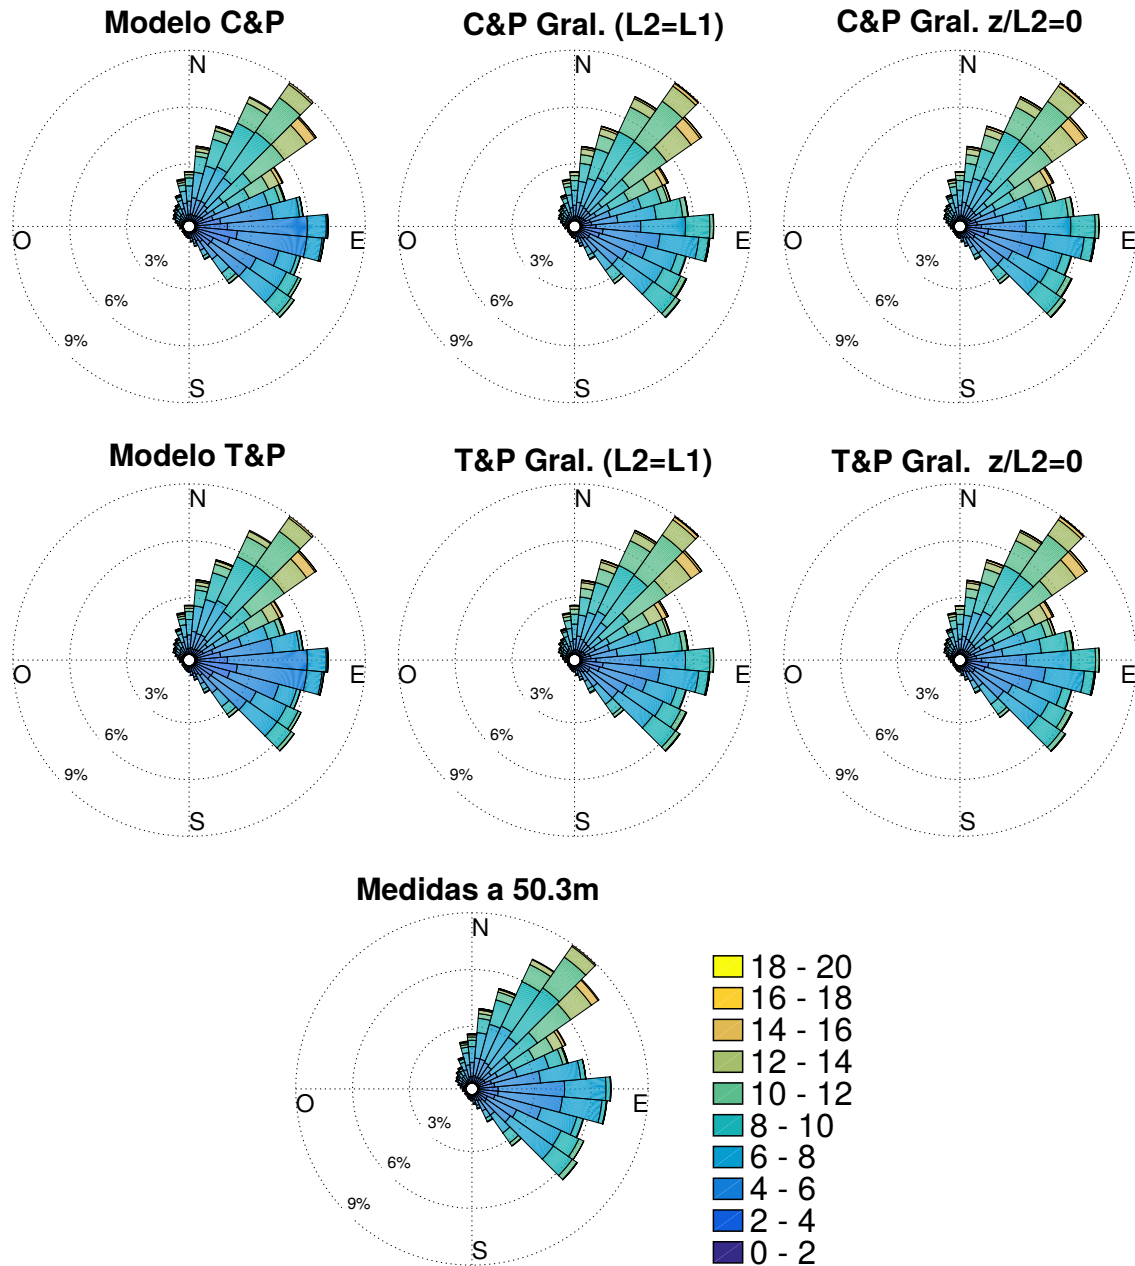 Modelo C&P
C&P Gral. (L2=L1)
C&P Gral. z/L2=0
N
O
E
S
3%
6%
9%
N
O
E
S
3%
6%
9%
N
O
E
S
3%
6%
9%
Modelo T&P
T&P Gral. (L2=L1)
T&P Gral. z/L2=0
N
O
E
S
3%
6%
9%
N
O
E
S
3%
6%
9%
N
O
E
S
3%
6%
9%
Medidas a 50.3m
N
O
E
S
3%
6%
9%
18 - 20
16 - 18
14 - 16
12 - 14
10 - 12
8 - 10
6 - 8
4 - 6
2 - 4
0 - 2